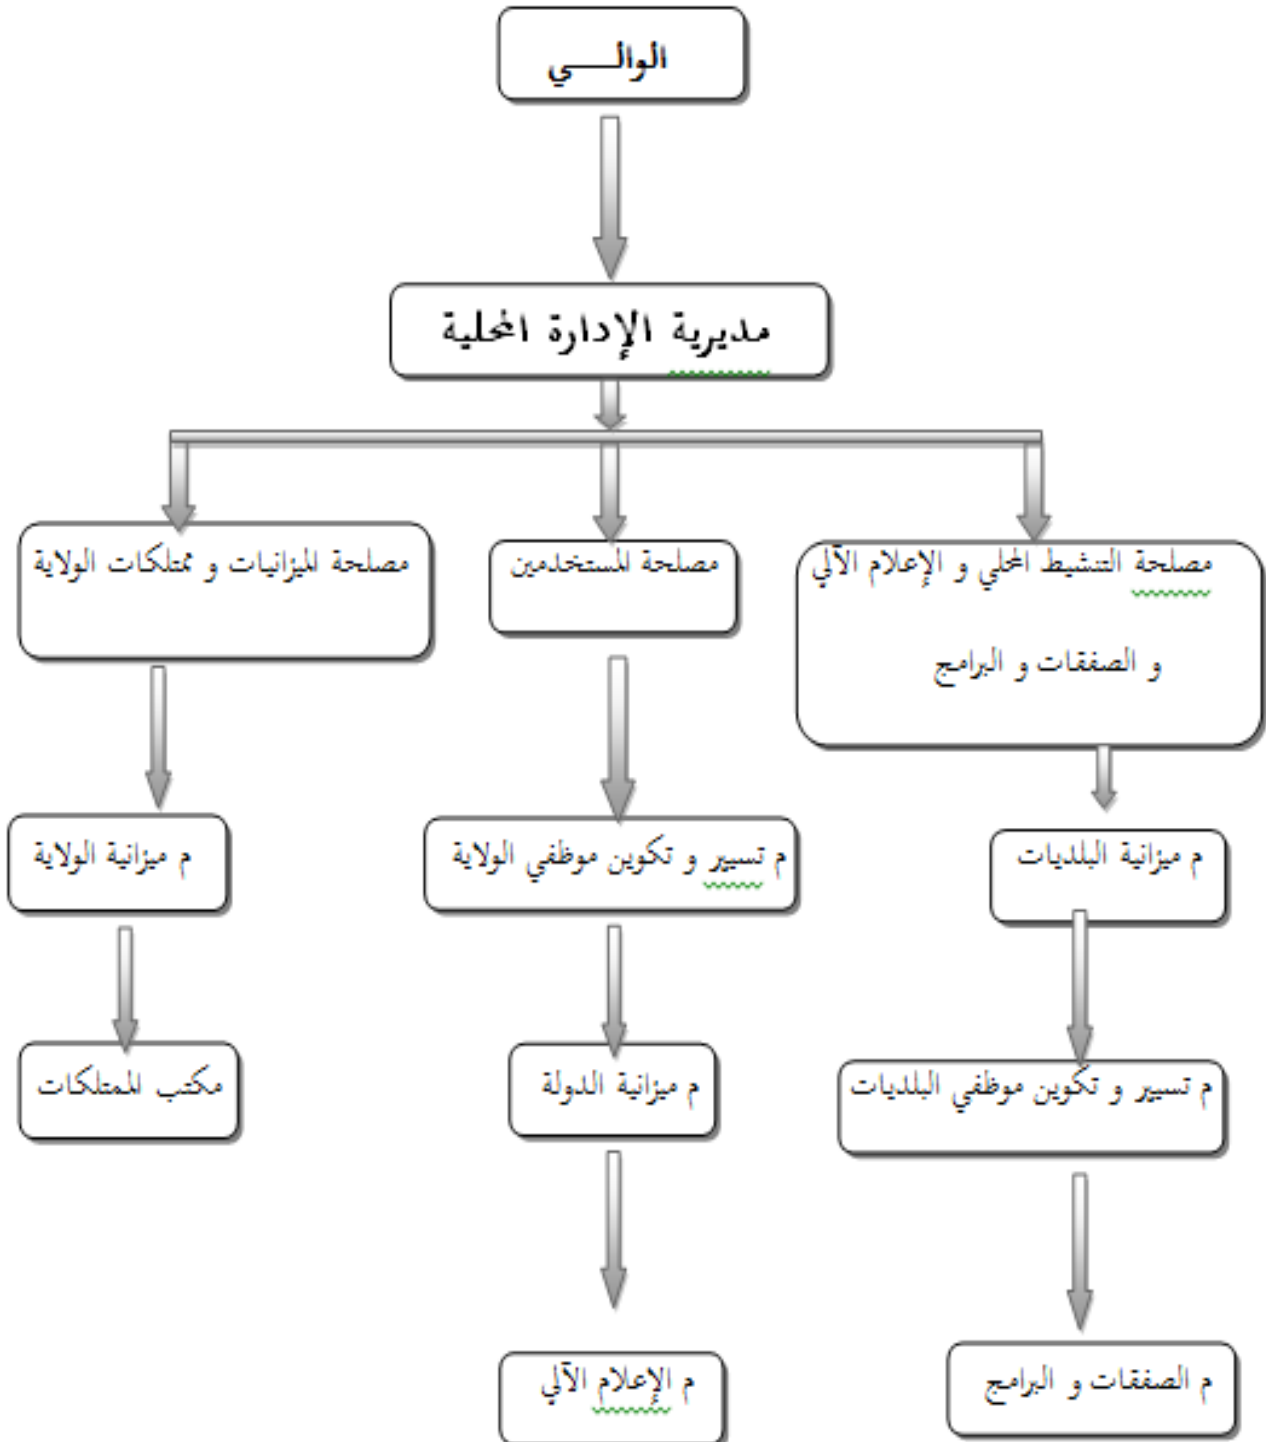 الوالـــــي
مديرية الإدارة المحلية
مصلحة التنشيط المحلي و الإعلام الآلي
و الصفقات و البرامج
مصلحة المستخدمين
مصلحة الميزانيات و ممتلكات الولاية
م ميزانية البلديات
م تسيير و تكوين موظفي الولاية
م ميزانية الولاية
م تسيير و تكوين موظفي البلديات
م ميزانية الدولة
مكتب الممتلكات
م الصفقات و البرامج
م الإعلام الآلي